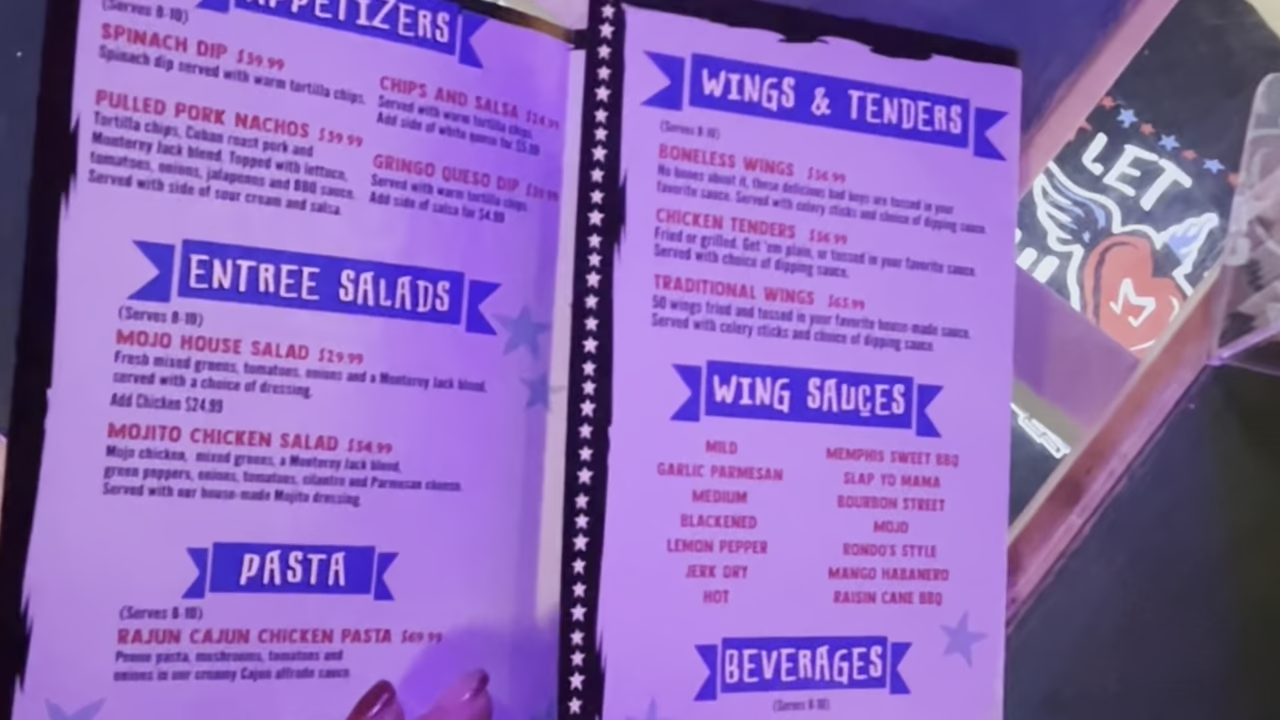 (Serves 8-10)
APPETIZERS
SPINACH DIP $39.99
Spinach dip served with warm tortilla chips.
PULLED PORK NACHOS $59.99
Tortilla chips, Cuban roast pork and
Monterey Jack blend. Topped with lettuce,
tomatoes, onions, jalapenos and BBQ sauce.
Served with side of sour cream and salsa.
CHIPS AND SALSA
Served with warm tortilla chips.
Add side of white queso for
GRINGO QUESO DIP
Served with warm tortilla chips.
Add side of salsa for $4.99
ENTREE SALADS
(Serves 8-10)
MOJO HOUSE SALAD $29.99
Fresh mixed greens, tomatoes, onions and a Monterey Jack blend,
served with a choice of dressing.
Add Chicken $24.99
MOJITO CHICKEN SALAD $54.99
Mojo chicken, mixed greens, a Monterey Jack blend,
green peppers, onions, tomatoes, cilantro and Parmesan cheese.
Served with our house-made Mojito dressing.
PASTA
(Serves 8-10)
RAJUN CAJUN CHICKEN PASTA $69.99
Penne pasta, mushrooms, tomatoes and
onions in our creamy Cajun alfredo sauce.
WINGS & TENDERS
(Serves 8-10)
BONELESS WINGS $56.99
No bones about it, these delicious bad boys are tossed in your
favorite sauce. Served with celery sticks and choice of dipping sauce.
CHICKEN TENDERS $56.99
Fried or grilled. Get 'em plain, or tossed in your favorite sauce.
Served with choice of dipping sauce.
TRADITIONAL WINGS $65.99
50 wings fried and tossed in your favorite house-made sauce.
Served with celery sticks and choice of dipping sauce.
WING SAUCES
MILD
GARLIC PARMESAN
MEDIUM
BLACKENED
LEMON PEPPER
JERK DRY
HOT
MEMPHIS SWEET BBQ
SLAP YO MAMA
BOURBON STREET
MOJO
RONDO'S STYLE
MANGO HABANERO
RAISIN CANE BBQ
BEVERAGES
(Serves 8-10)
LET